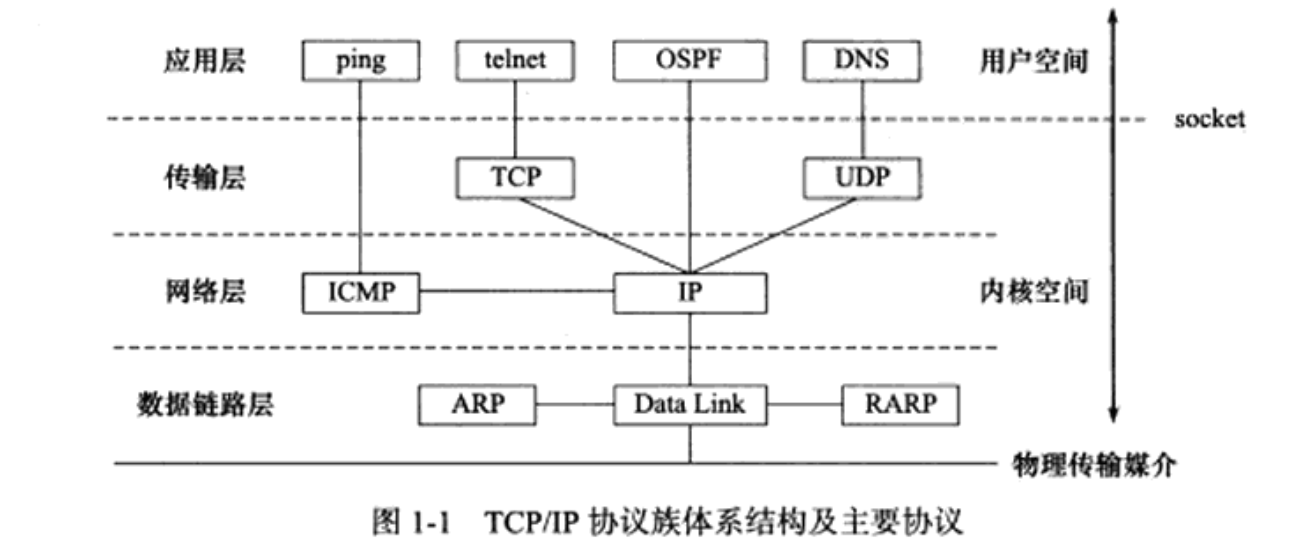 应用层 ping telnet OSPF DNS 用户空间
socket
传输层 TCP UDP
网络层 ICMP IP 内核空间
数据链路层 ARP Data Link RARP
物理传输媒介
图 1-1 TCP/IP 协议族体系结构及主要协议